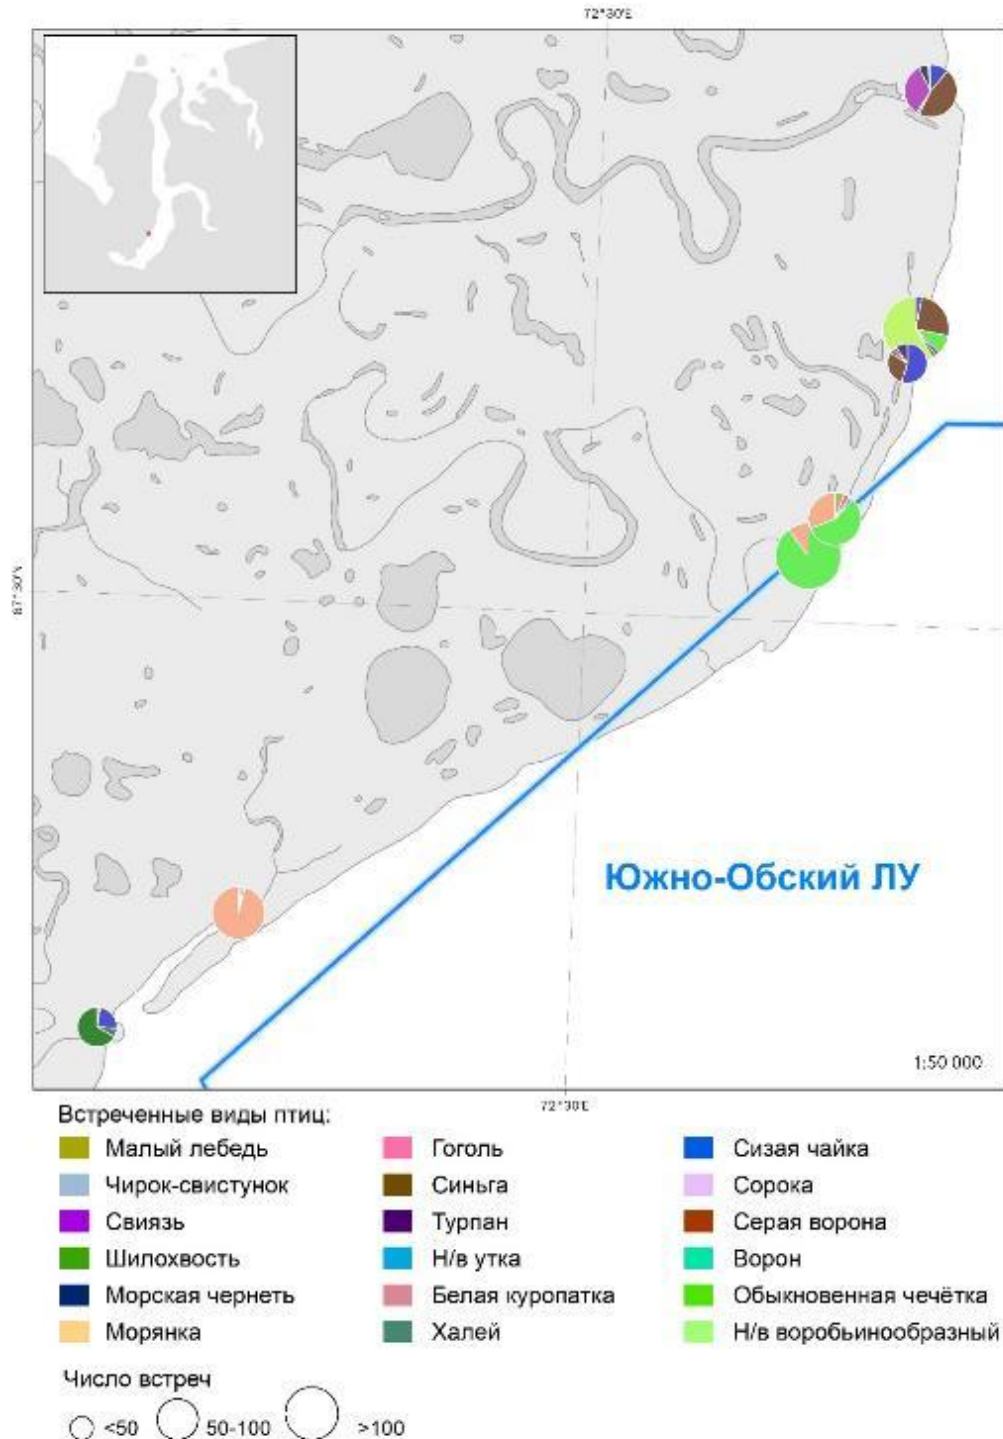 72°30'E
67°30'N
Южно-Обский ЛУ
1:50 000
72°30'E
Встреченные виды птиц:
Малый лебедь
Гоголь
Сизая чайка
Чирок-свистунок
Синьга
Сорока
Свиязь
Турпан
Серая ворона
Шилохвость
Н/в утка
Ворон
Морская чернеть
Белая куропатка
Обыкновенная чечётка
Морянка
Халей
Н/в воробьинообразный
Число встреч
<50
50-100
>100